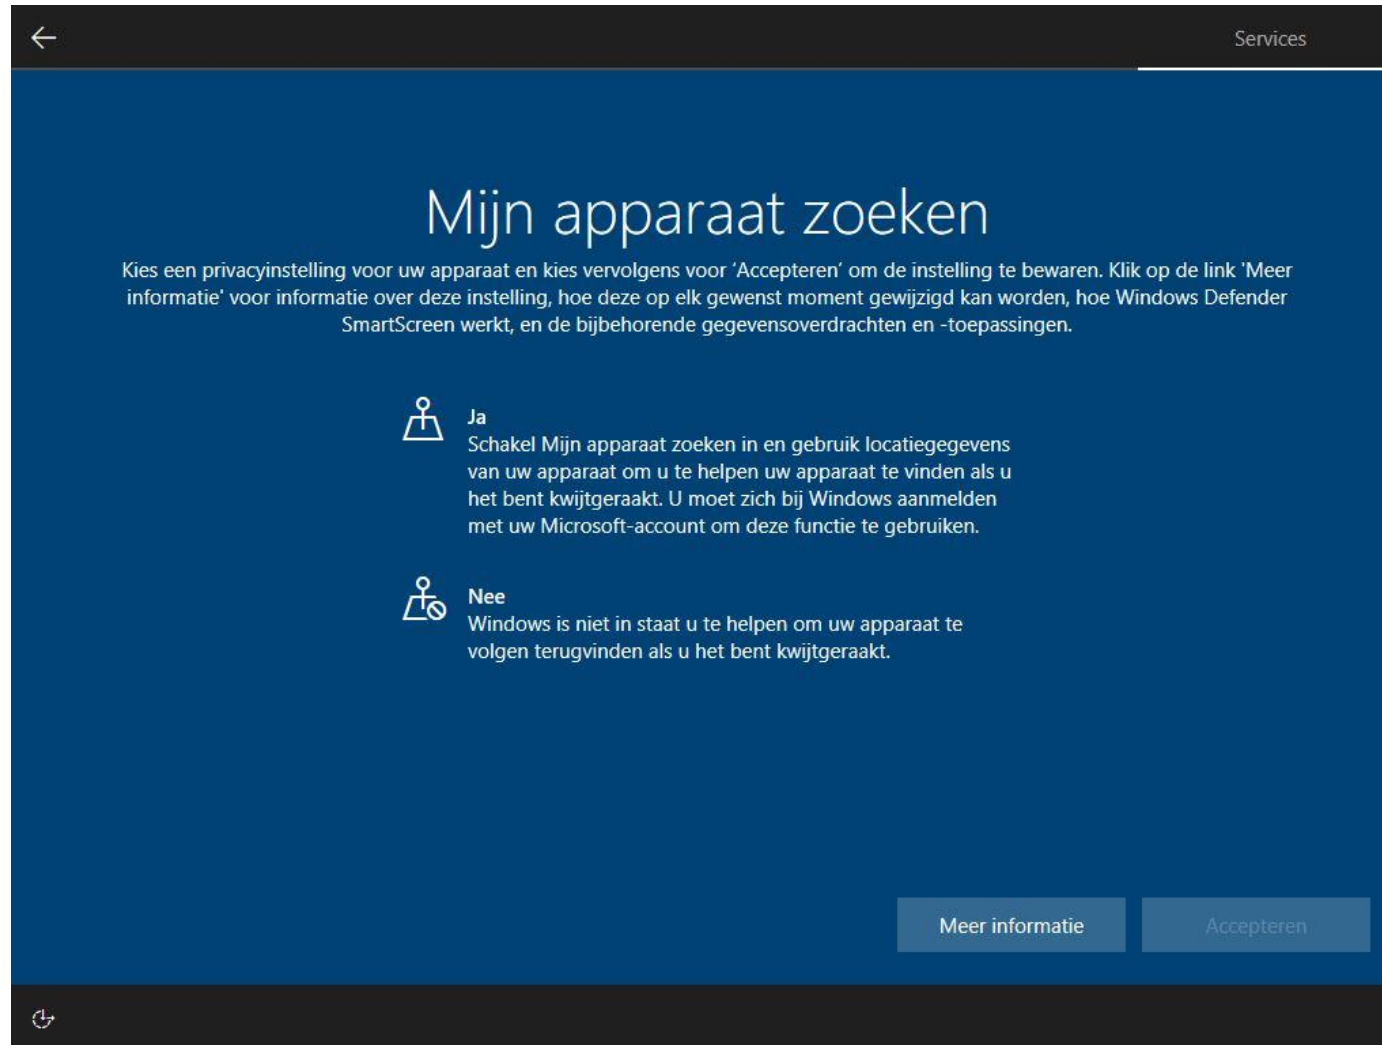 Services
Mijn apparaat zoeken
Kies een privacyinstelling voor uw apparaat en kies vervolgens voor ‘Accepteren’ om de instelling te bewaren. Klik op de link 'Meer
informatie' voor informatie over deze instelling, hoe deze op elk gewenst moment gewijzigd kan worden, hoe Windows Defender
SmartScreen werkt, en de bijbehorende gegevensoverdrachten en -toepassingen.
Ja
Schakel Mijn apparaat zoeken in en gebruik locatiegegevens
van uw apparaat om u te helpen uw apparaat te vinden als u
het bent kwijtgeraakt. U moet zich bij Windows aanmelden
met uw Microsoft-account om deze functie te gebruiken.
Nee
Windows is niet in staat u te helpen om uw apparaat te
volgen terugvinden als u het bent kwijtgeraakt.
Meer informatie
Accepteren